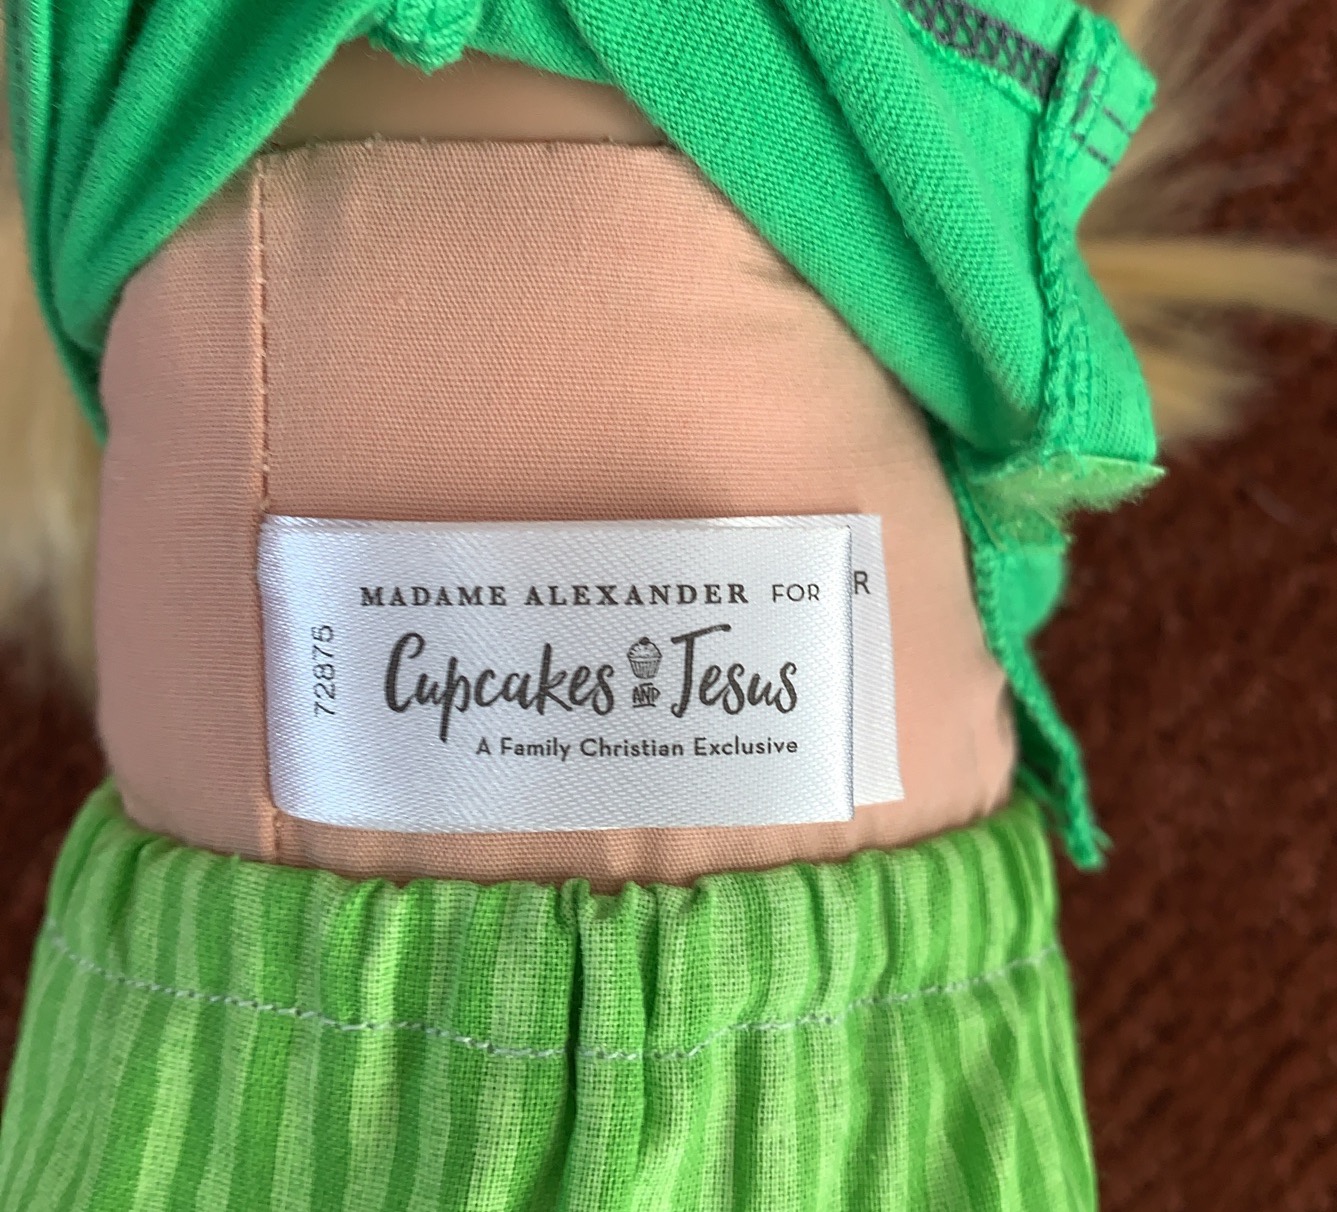 MADAME ALEXANDER FOR
Cupcakes AND Jesus
A Family Christian Exclusive
72875
R